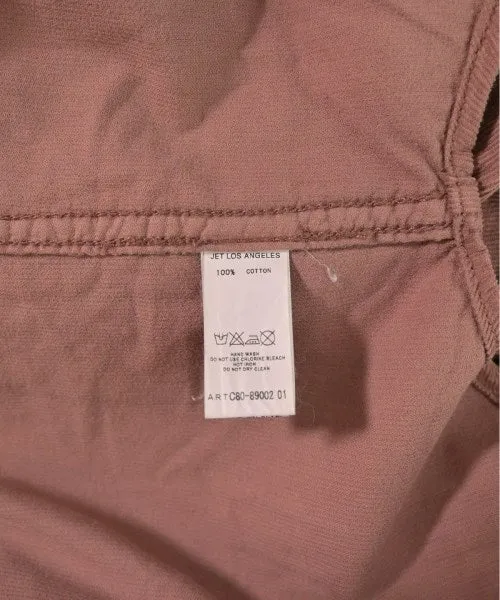 JET LOS ANGELES
100% COTTON
HAND WASH
DO NOT USE CHLORINE BLEACH
HOT IRON
DO NOT DRY CLEAN
ART C80-89002 01